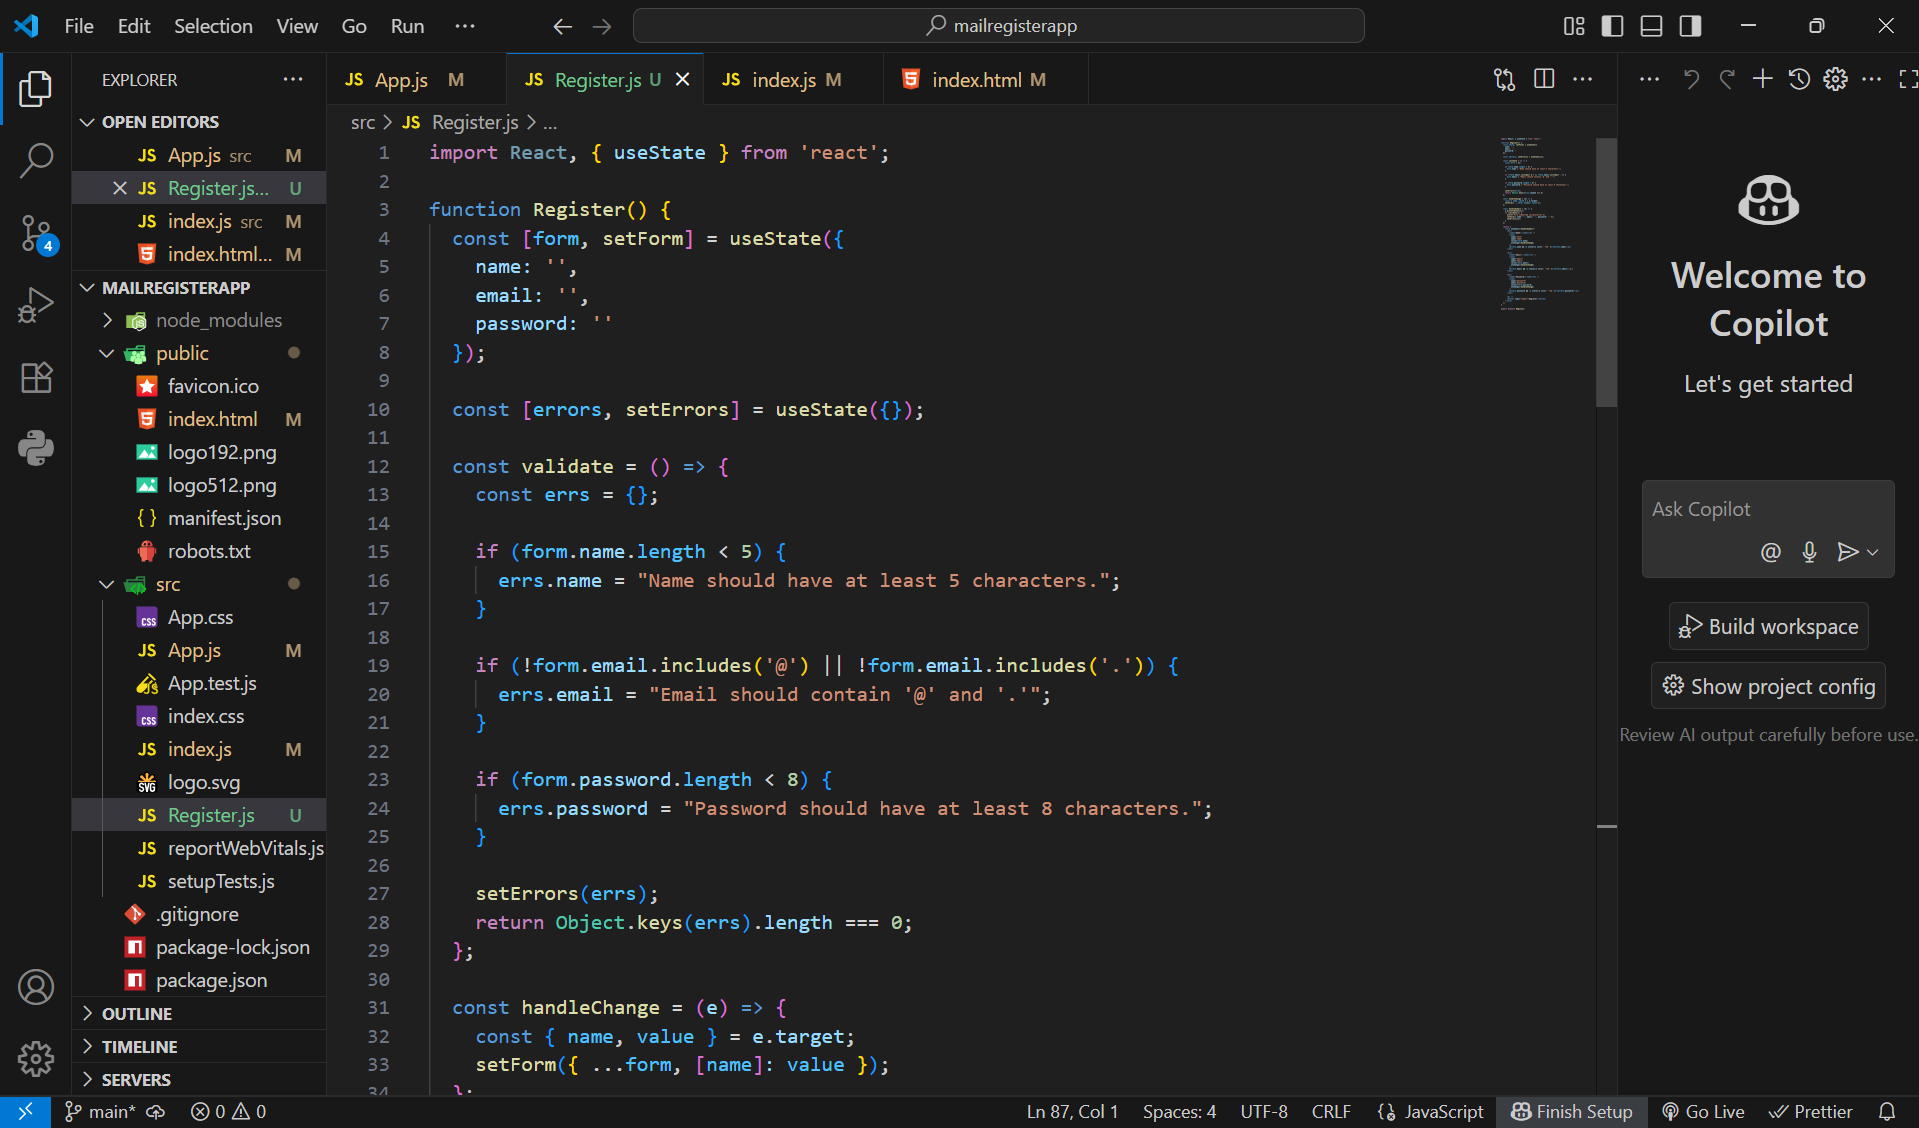 File Edit Selection View Go Run ··· mailregisterapp
EXPLORER ···
OPEN EDITORS
JS App.js src M
JS Register.js... U
JS index.js src M
index.html... M
MAILREGISTERAPP
node_modules
public
favicon.ico
index.html M
logo192.png
logo512.png
{ } manifest.json
robots.txt
src
css App.css
JS App.js M
App.test.js
css index.css
JS index.js M
SVG logo.svg
JS Register.js U
JS reportWebVitals.js
JS setupTests.js
.gitignore
package-lock.json
package.json
OUTLINE
TIMELINE
SERVERS
4
JS App.js M JS Register.js U JS index.js M index.html M
src > JS Register.js > ...
1 import React, { useState } from 'react';
2
3 function Register() {
4 const [form, setForm] = useState({
5 name: '',
6 email: '',
7 password: ''
8 });
9
10 const [errors, setErrors] = useState({});
11
12 const validate = () => {
13 const errs = {};
14
15 if (form.name.length < 5) {
16 errs.name = "Name should have at least 5 characters.";
17 }
18
19 if (!form.email.includes('@') || !form.email.includes('.')) {
20 errs.email = "Email should contain '@' and '.'";
21 }
22
23 if (form.password.length < 8) {
24 errs.password = "Password should have at least 8 characters.";
25 }
26
27 setErrors(errs);
28 return Object.keys(errs).length === 0;
29 };
30
31 const handleChange = (e) => {
32 const { name, value } = e.target;
33 setForm({ ...form, [name]: value });
34 };
Welcome to
Copilot
Let's get started
Ask Copilot
@
Build workspace
Show project config
Review AI output carefully before use.
main* 0 0 Ln 87, Col 1 Spaces: 4 UTF-8 CRLF JavaScript Finish Setup Go Live Prettier